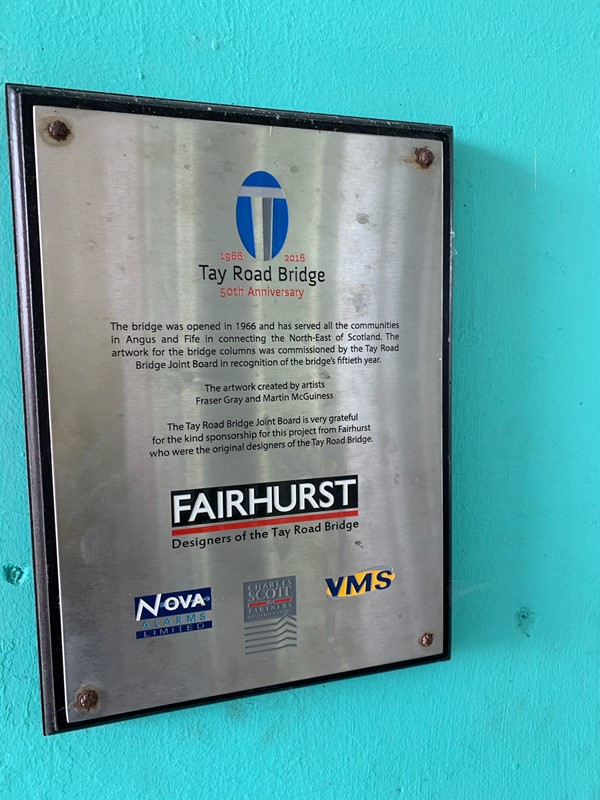 1966 2016
Tay Road Bridge
50th Anniversary
The bridge was opened in 1966 and has served all the communities
in Angus and Fife in connecting the North-East of Scotland. The
artwork for the bridge columns was commissioned by the Tay Road
Bridge Joint Board in recognition of the bridge's fiftieth year.
The artwork created by artists
Fraser Gray and Martin McGuiness
The Tay Road Bridge Joint Board is very grateful
for the kind sponsorship for this project from Fairhurst
who were the original designers of the Tay Road Bridge.
FAIRHURST
Designers of the Tay Road Bridge
NOVA
ALARMS
LIMITED
CHARLES
SCOTT
&
PARTNERS
VMS